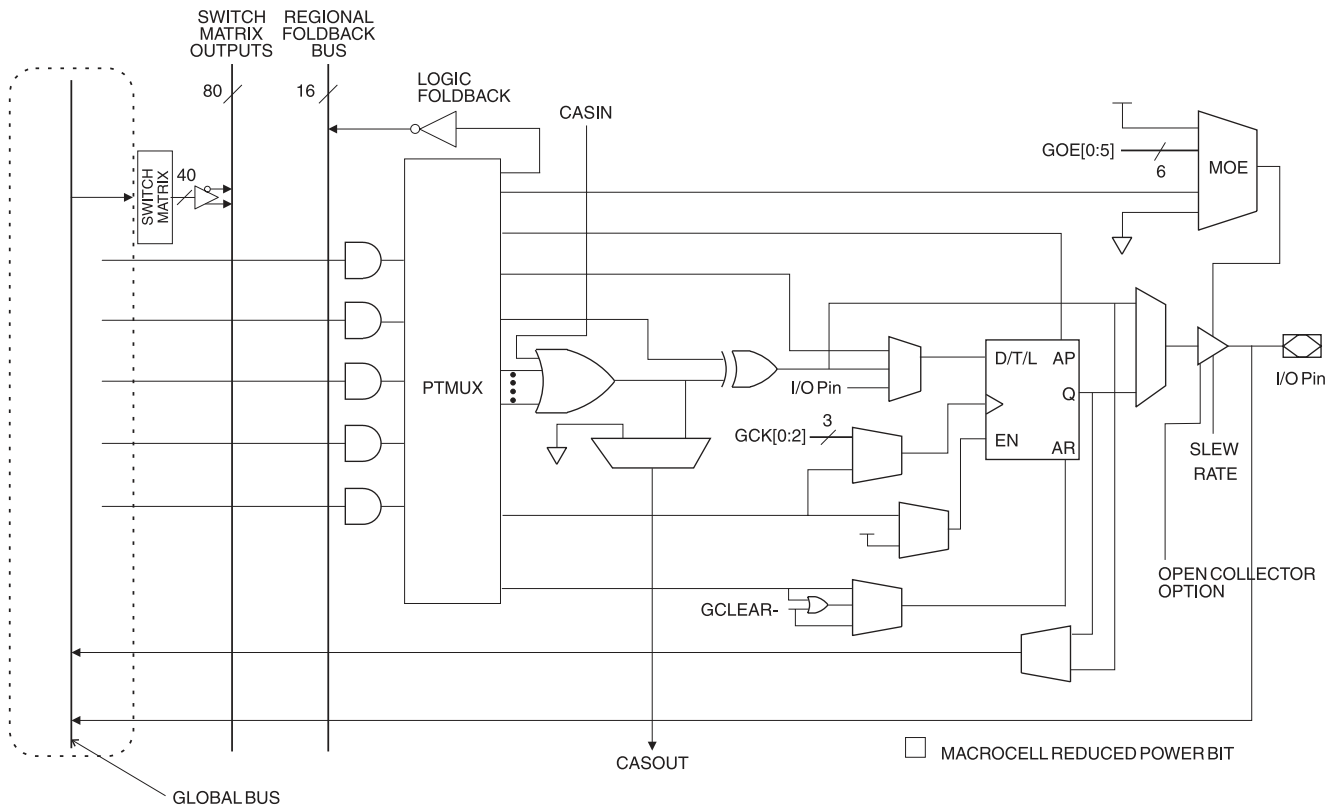 SWITCH
MATRIX
OUTPUTS
REGIONAL
FOLDBACK
BUS
80
16
LOGIC
FOLDBACK
CASIN
GOE[0:5]
6
MOE
SWITCH
MATRIX
40
PTMUX
I/O Pin
D/T/L
AP
Q
EN
AR
I/O Pin
GCK[0:2]
3
SLEW
RATE
OPEN COLLECTOR
OPTION
GCLEAR-
CASOUT
MACROCELL REDUCED POWER BIT
GLOBAL BUS